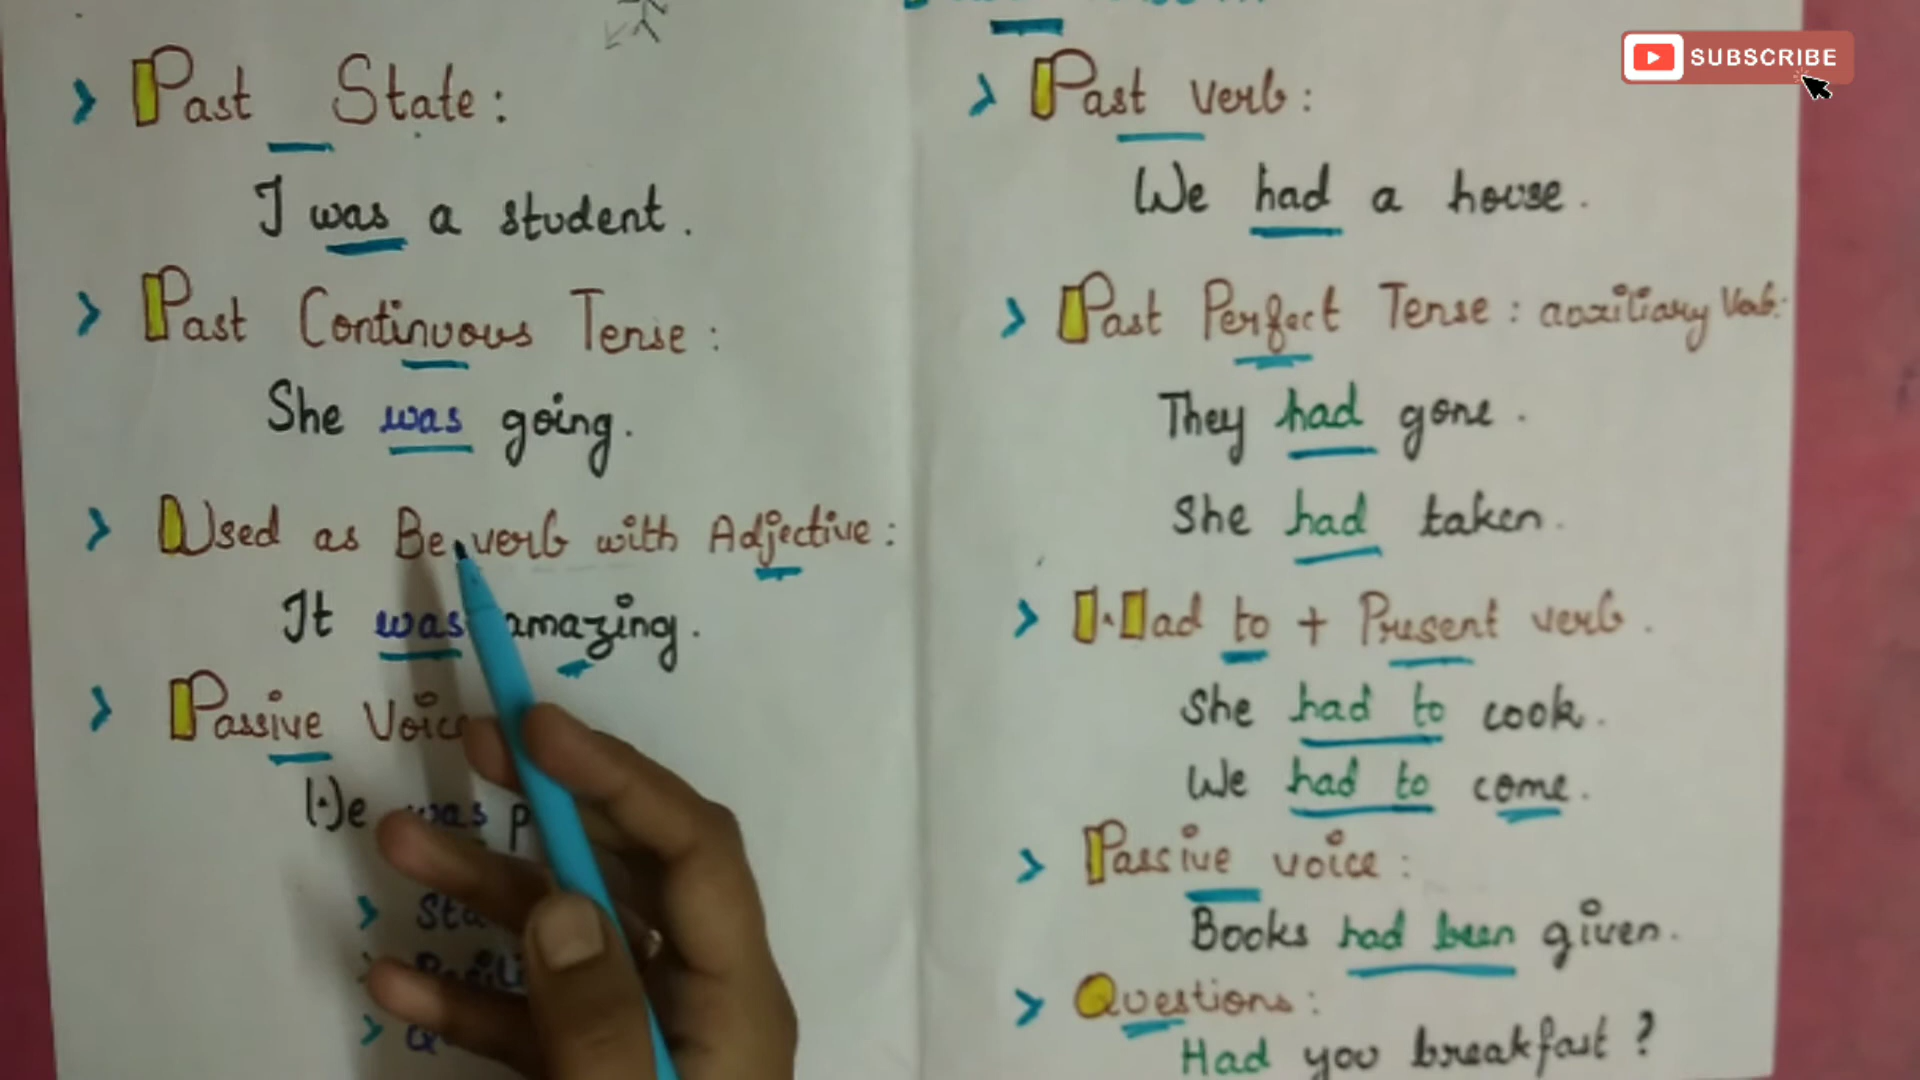 Past State:
I was a student.
Past Continuous Tense:
She was going.
Used as Be verb with Adjective:
It was amazing.
Passive Voice
He was
SUBSCRIBE
Past verb:
We had a house.
Past Perfect Tense: auxiliary Verb:
They had gone.
She had taken.
Had to + Present verb.
She had to cook.
We had to come.
Passive voice:
Books had been given.
Questions:
Had you breakfast?